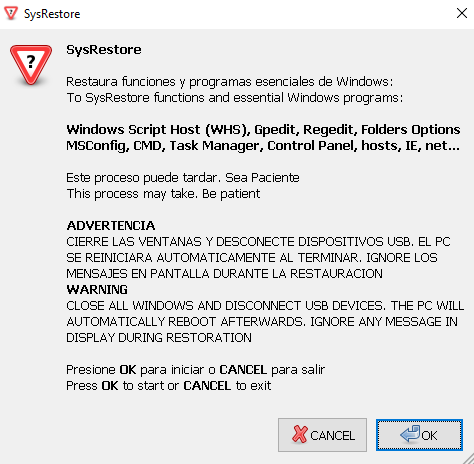 SysRestore
SysRestore
Restaura funciones y programas esenciales de Windows:
To SysRestore functions and essential Windows programs:
Windows Script Host (WHS), Gpedit, Regedit, Folders Options
MSConfig, CMD, Task Manager, Control Panel, hosts, IE, net...
Este proceso puede tardar. Sea Paciente
This process may take. Be patient
ADVERTENCIA
CIERRE LAS VENTANAS Y DESCONECTE DISPOSITIVOS USB. EL PC
SE REINICIARA AUTOMATICAMENTE AL TERMINAR. IGNORE LOS
MENSAJES EN PANTALLA DURANTE LA RESTAURACION
WARNING
CLOSE ALL WINDOWS AND DISCONNECT USB DEVICES. THE PC WILL
AUTOMATICALLY REBOOT AFTERWARDS. IGNORE ANY MESSAGE IN
DISPLAY DURING RESTORATION
Presione OK para iniciar o CANCEL para salir
Press OK to start or CANCEL to exit
CANCEL
OK